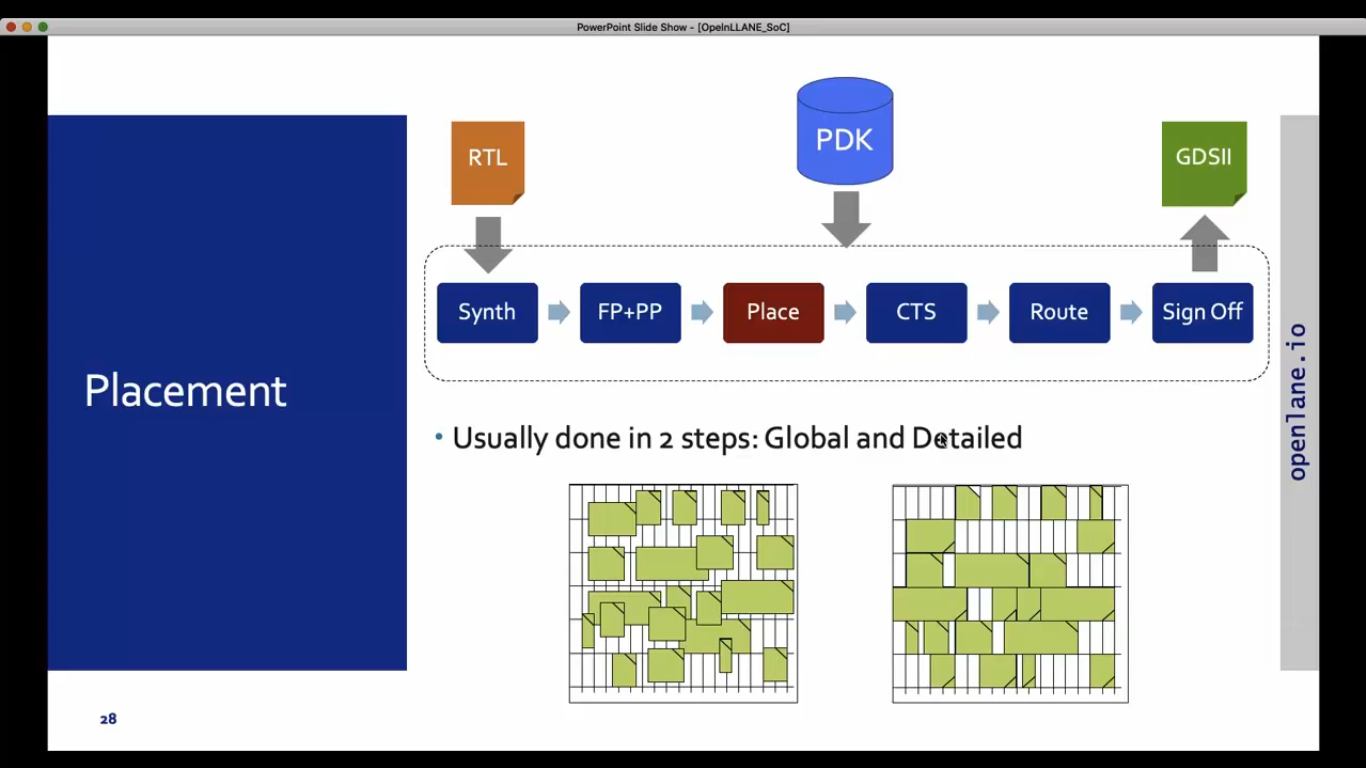 PowerPoint Slide Show - [OpeInLLANE_SoC]
RTL
PDK
GDSII
Synth
FP+PP
Place
CTS
Route
Sign Off
Placement
• Usually done in 2 steps: Global and Detailed
openlane.io
28